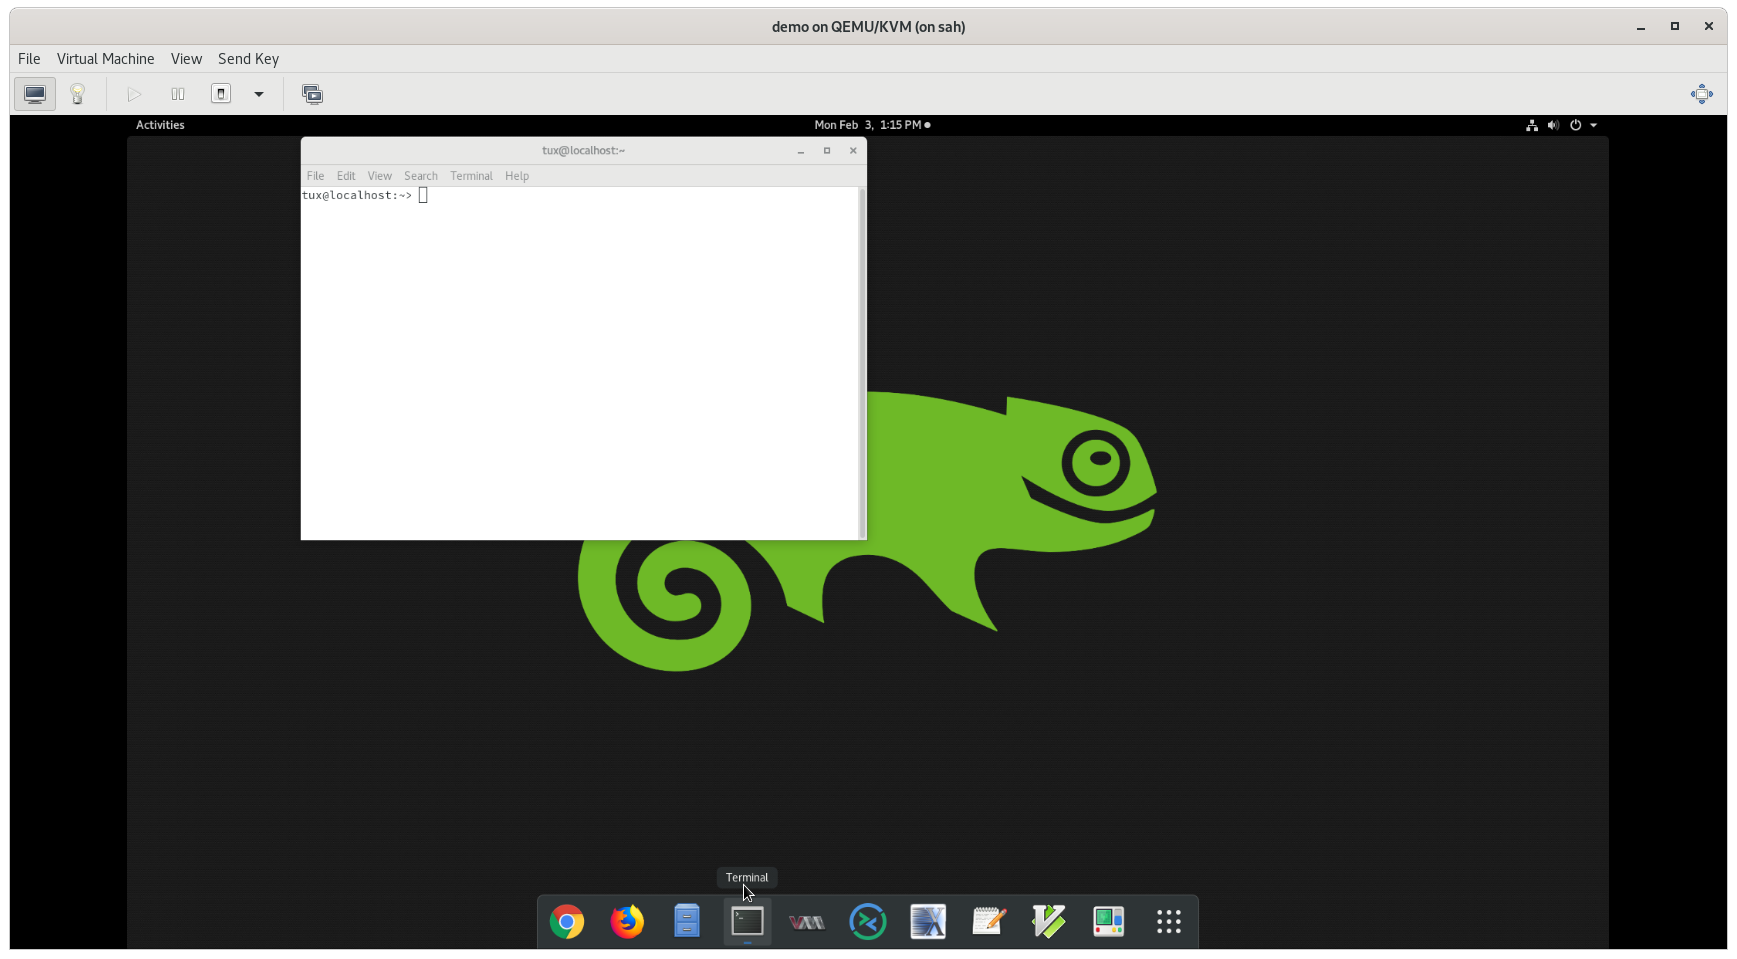 demo on QEMU/KVM (on sah)
File Virtual Machine View Send Key
Activities Mon Feb 3, 1:15 PM
tux@localhost:~
File Edit View Search Terminal Help
tux@localhost:~>
Terminal